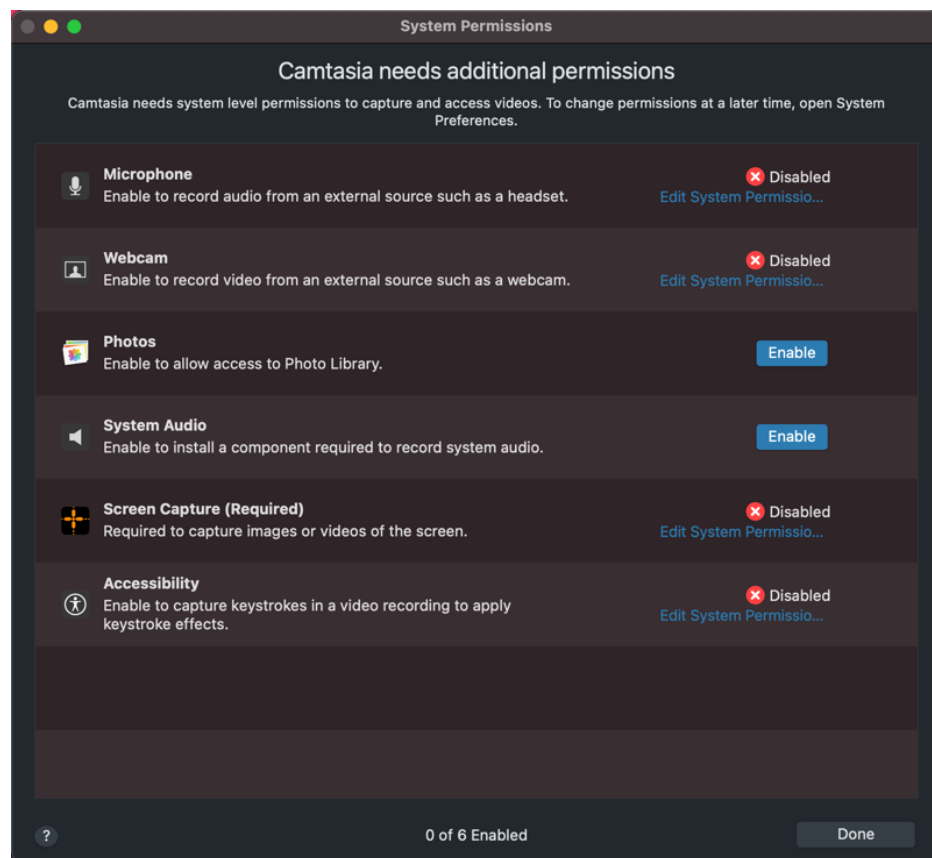 System Permissions
Camtasia needs additional permissions
Camtasia needs system level permissions to capture and access videos. To change permissions at a later time, open System
Preferences.
Microphone
Enable to record audio from an external source such as a headset.
Disabled
Edit System Permissio...
Webcam
Enable to record video from an external source such as a webcam.
Disabled
Edit System Permissio...
Photos
Enable to allow access to Photo Library.
Enable
System Audio
Enable to install a component required to record system audio.
Enable
Screen Capture (Required)
Required to capture images or videos of the screen.
Disabled
Edit System Permissio...
Accessibility
Enable to capture keystrokes in a video recording to apply
keystroke effects.
Disabled
Edit System Permissio...
?
0 of 6 Enabled
Done